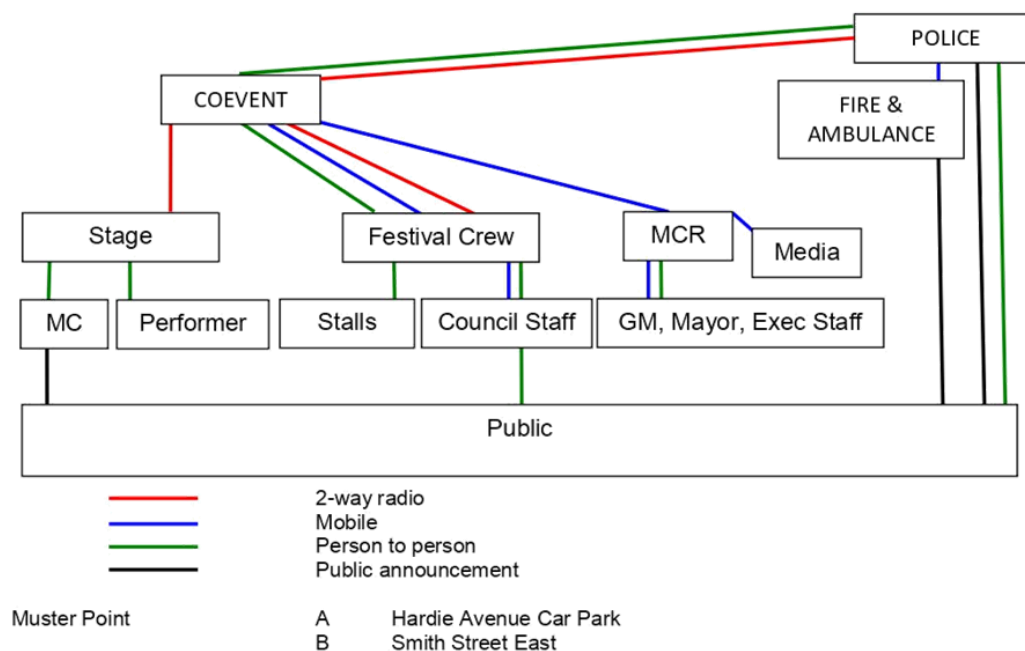 POLICE
COEVENT
FIRE &
AMBULANCE
Stage
Festival Crew
MCR
Media
MC
Performer
Stalls
Council Staff
GM, Mayor, Exec Staff
Public
2-way radio
Mobile
Person to person
Public announcement
Muster Point A Hardie Avenue Car Park
B Smith Street East